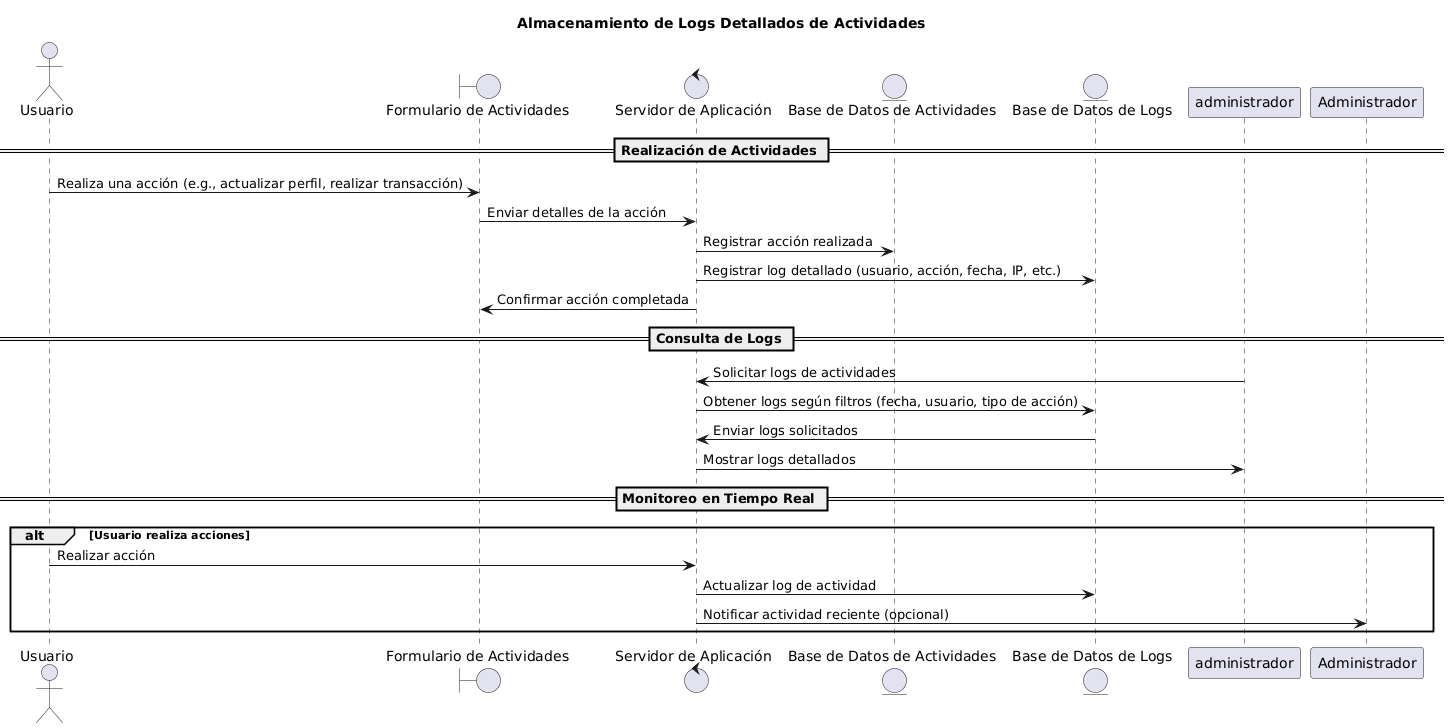 Almacenamiento de Logs Detallados de Actividades
Usuario
Formulario de Actividades
Servidor de Aplicación
Base de Datos de Actividades
Base de Datos de Logs
administrador
Administrador
Realización de Actividades
Realiza una acción (e.g., actualizar perfil, realizar transacción)
Enviar detalles de la acción
Registrar acción realizada
Registrar log detallado (usuario, acción, fecha, IP, etc.)
Confirmar acción completada
Consulta de Logs
Solicitar logs de actividades
Obtener logs según filtros (fecha, usuario, tipo de acción)
Enviar logs solicitados
Mostrar logs detallados
Monitoreo en Tiempo Real
alt
[Usuario realiza acciones]
Realizar acción
Actualizar log de actividad
Notificar actividad reciente (opcional)
Usuario
Formulario de Actividades
Servidor de Aplicación
Base de Datos de Actividades
Base de Datos de Logs
administrador
Administrador